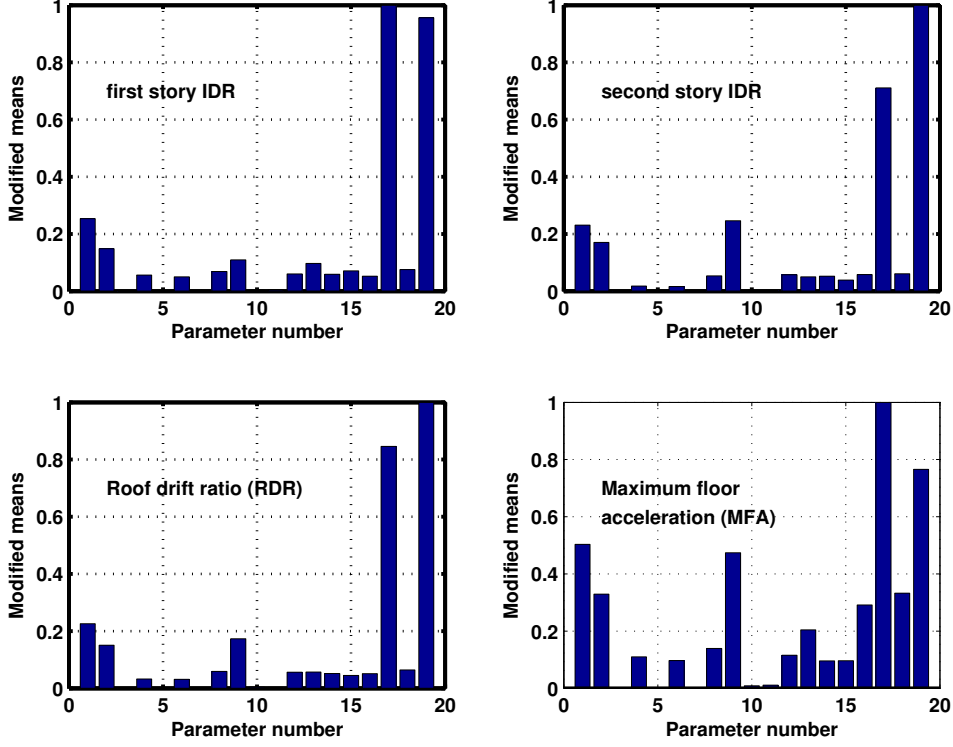 1
0.8
0.6
0.4
0.2
0
Modified means
first story IDR
0 5 10 15 20
Parameter number
1
0.8
0.6
0.4
0.2
0
Modified means
second story IDR
0 5 10 15 20
Parameter number
1
0.8
0.6
0.4
0.2
0
Modified means
Roof drift ratio (RDR)
0 5 10 15 20
Parameter number
1
0.8
0.6
0.4
0.2
0
Modified means
Maximum floor
acceleration (MFA)
0 5 10 15 20
Parameter number